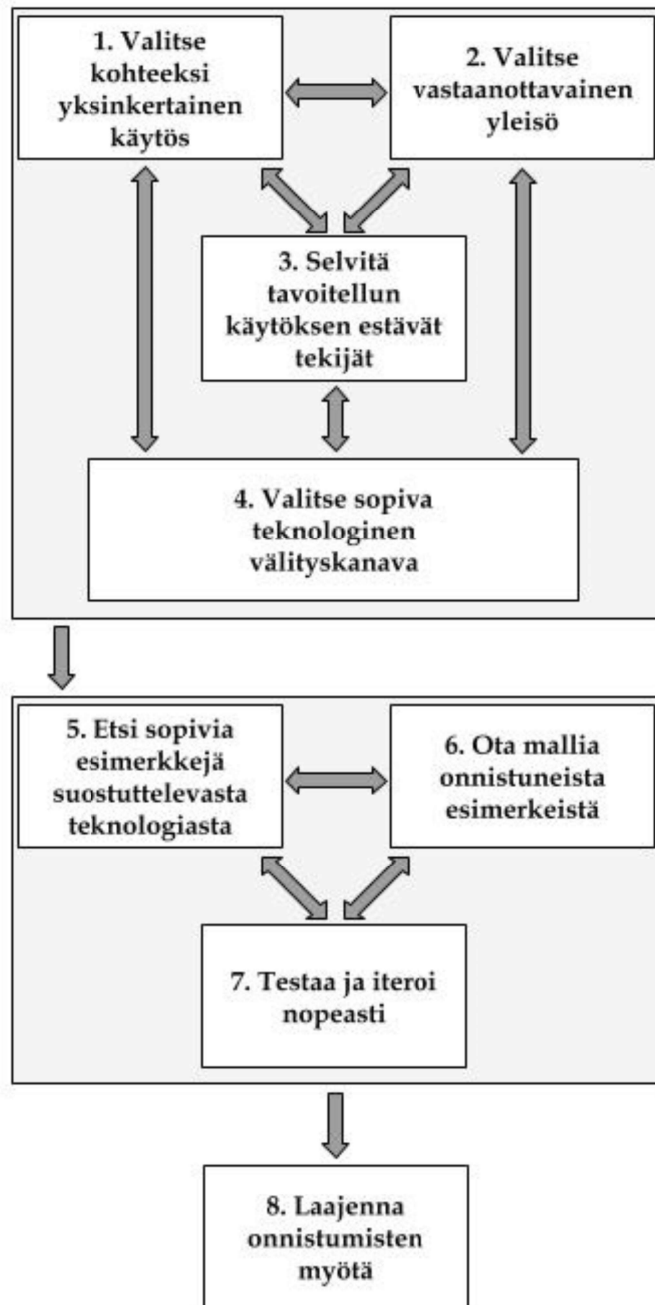 1. Valitse
kohteeksi
yksinkertainen
käytös
2. Valitse
vastaanottavainen
yleisö
3. Selvitä
tavoitellun
käytöksen estävät
tekijät
4. Valitse sopiva
teknologinen
välityskanava
5. Etsi sopivia
esimerkkejä
suostuttelevasta
teknologiasta
6. Ota mallia
onnistuneista
esimerkeistä
7. Testaa ja iteroi
nopeasti
8. Laajenna
onnistumisten
myötä